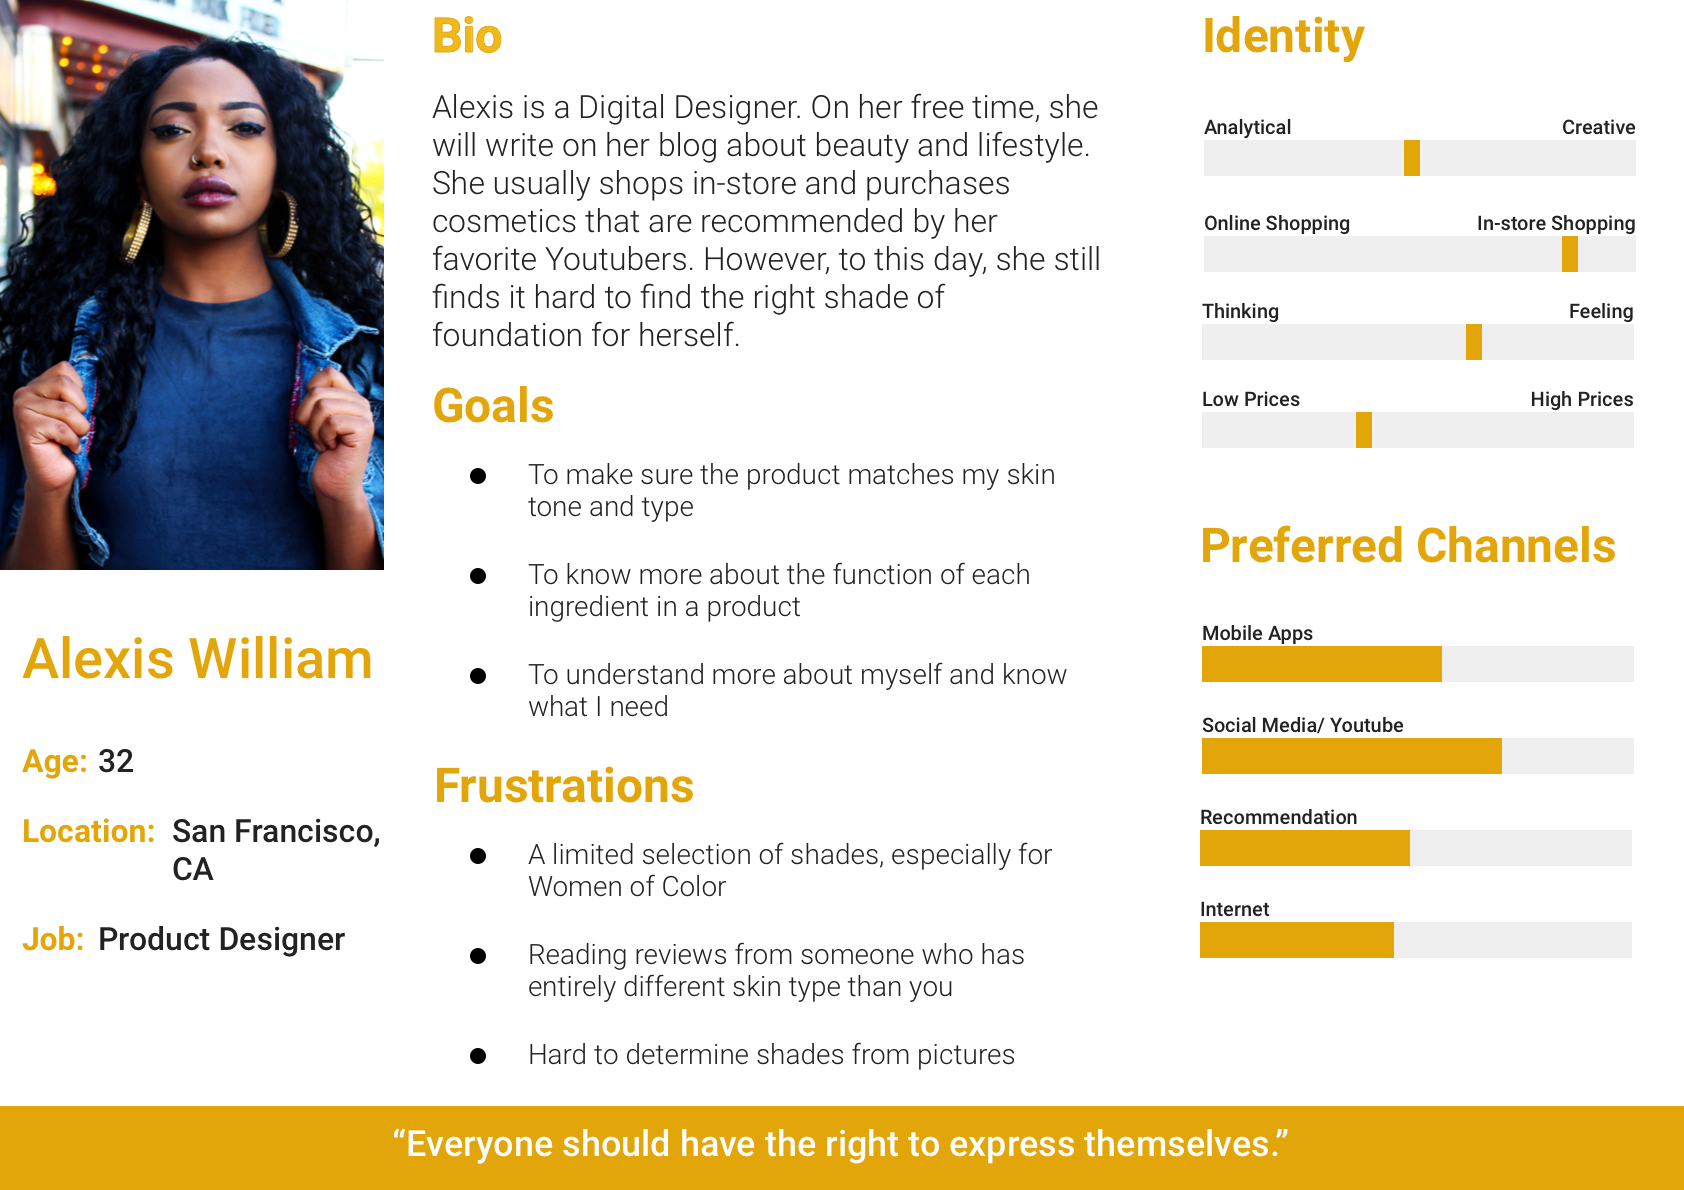 Alexis William
Age: 32
Location: San Francisco,
CA
Job: Product Designer
Bio
Alexis is a Digital Designer. On her free time, she
will write on her blog about beauty and lifestyle.
She usually shops in-store and purchases
cosmetics that are recommended by her
favorite Youtubers. However, to this day, she still
finds it hard to find the right shade of
foundation for herself.
Goals
● To make sure the product matches my skin
tone and type
● To know more about the function of each
ingredient in a product
● To understand more about myself and know
what I need
Frustrations
● A limited selection of shades, especially for
Women of Color
● Reading reviews from someone who has
entirely different skin type than you
● Hard to determine shades from pictures
Identity
Analytical Creative
Online Shopping In-store Shopping
Thinking Feeling
Low Prices High Prices
Preferred Channels
Mobile Apps
Social Media/ Youtube
Recommendation
Internet
“Everyone should have the right to express themselves.”